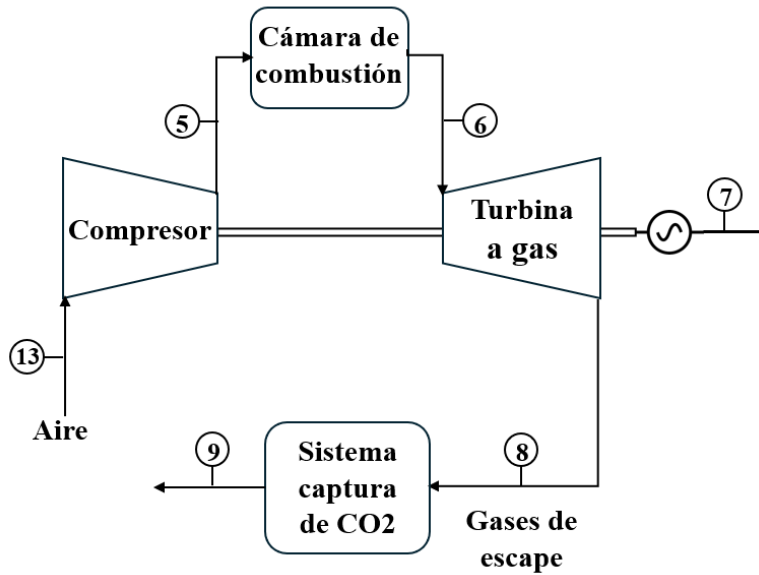 Cámara de
combustión
5
6
Compresor
Turbina
a gas
7
13
Aire
9
Sistema
captura
de CO2
8
Gases de
escape